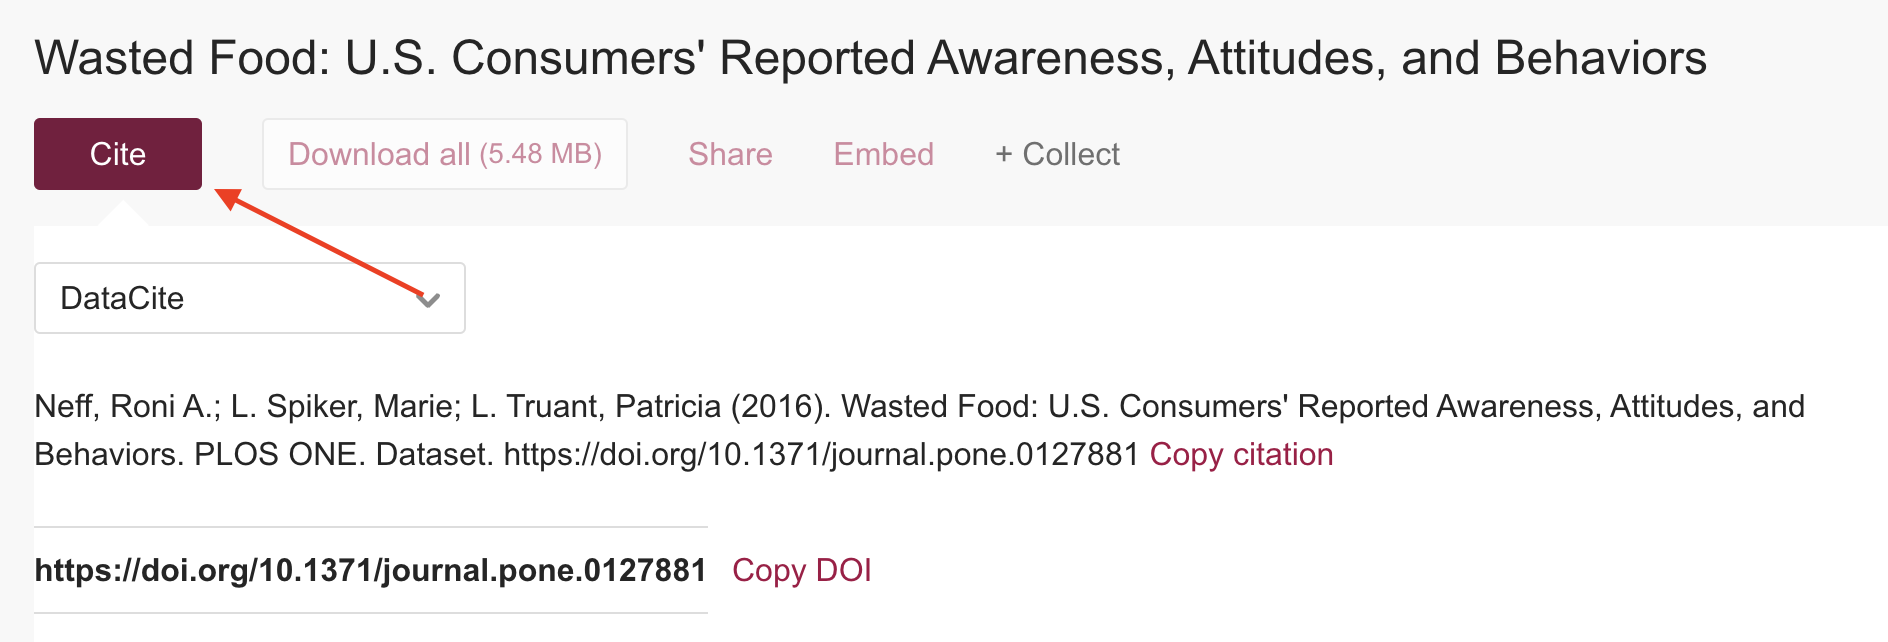 Wasted Food: U.S. Consumers' Reported Awareness, Attitudes, and Behaviors
Cite Download all (5.48 MB) Share Embed + Collect
DataCite
Neff, Roni A.; L. Spiker, Marie; L. Truant, Patricia (2016). Wasted Food: U.S. Consumers' Reported Awareness, Attitudes, and
Behaviors. PLOS ONE. Dataset. https://doi.org/10.1371/journal.pone.0127881 Copy citation
https://doi.org/10.1371/journal.pone.0127881 Copy DOI